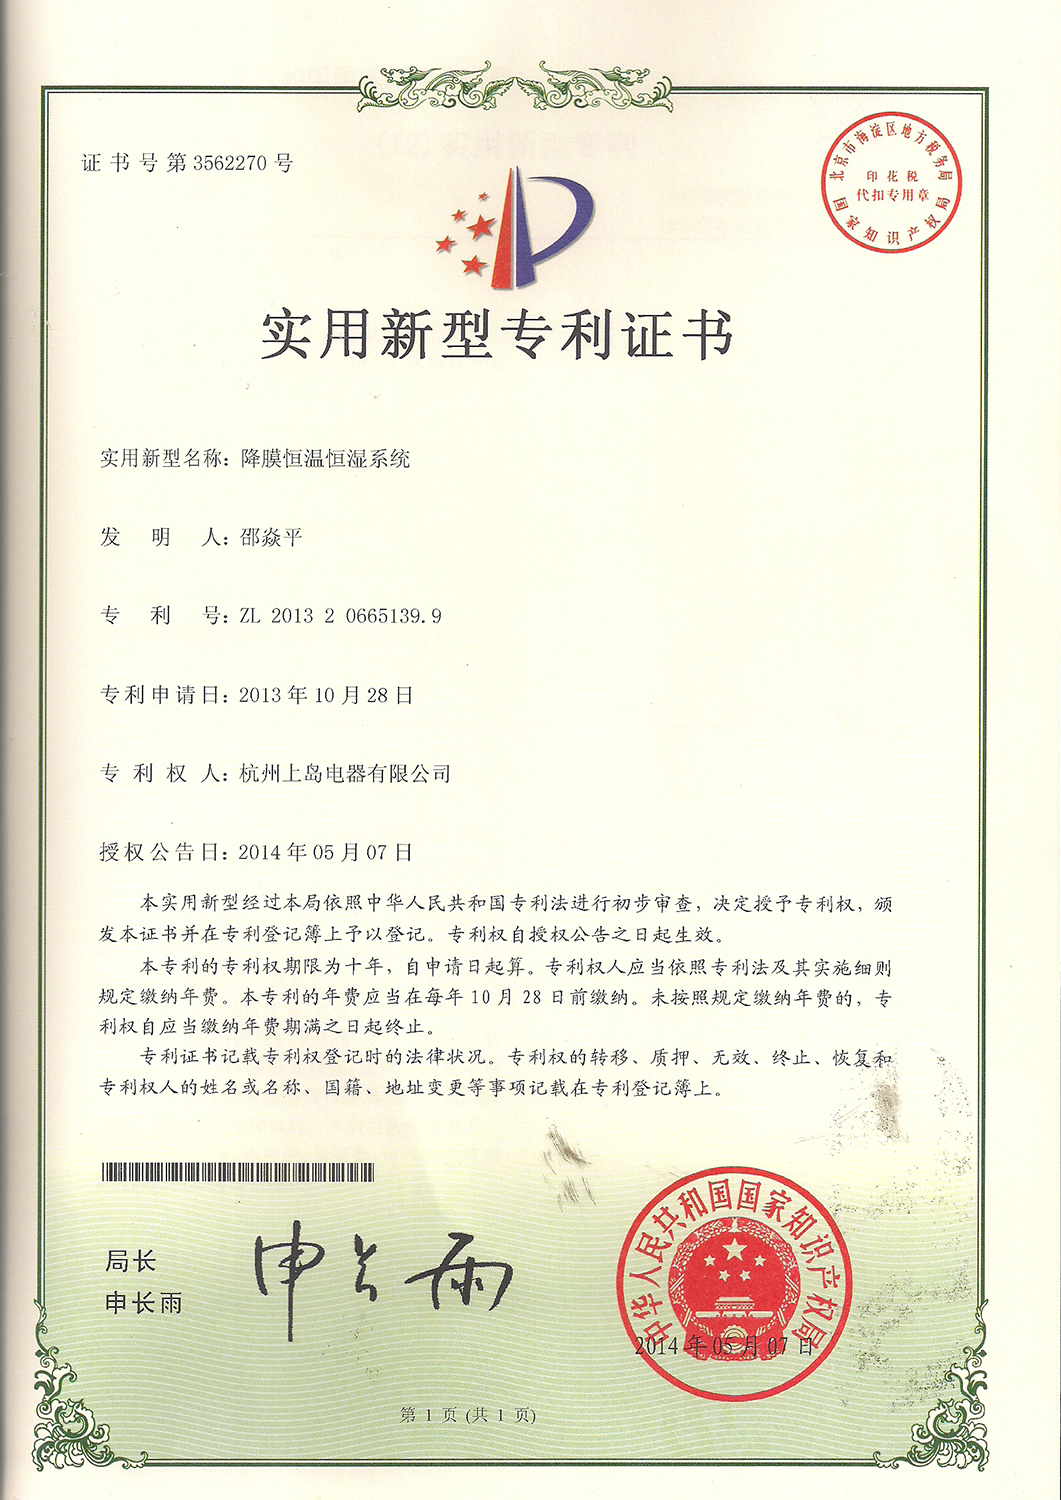 证书号第3562270号
北京市海淀区地方税务局
印花税
代扣专用章
国家知识产权局
实用新型专利证书
实用新型名称：降膜恒温恒湿系统
发明人：邵焱平
专利号：ZL 2013 2 0665139.9
专利申请日：2013年10月28日
专利权人：杭州上岛电器有限公司
授权公告日：2014年05月07日
本实用新型经过本局依照中华人民共和国专利法进行初步审查，决定授予专利权，颁
发本证书并在专利登记簿上予以登记。专利权自授权公告之日起生效。
本专利的专利权期限为十年，自申请日起算。专利权人应当依照专利法及其实施细则
规定缴纳年费。本专利的年费应当在每年10月28日前缴纳。未按照规定缴纳年费的，专
利权自应当缴纳年费期满之日起终止。
专利证书记载专利权登记时的法律状况。专利权的转移、质押、无效、终止、恢复和
专利权人的姓名或名称、国籍、地址变更等事项记载在专利登记簿上。
局长
申长雨
申长雨
中华人民共和国国家知识产权局
2014年05月07日
第1页(共1页)